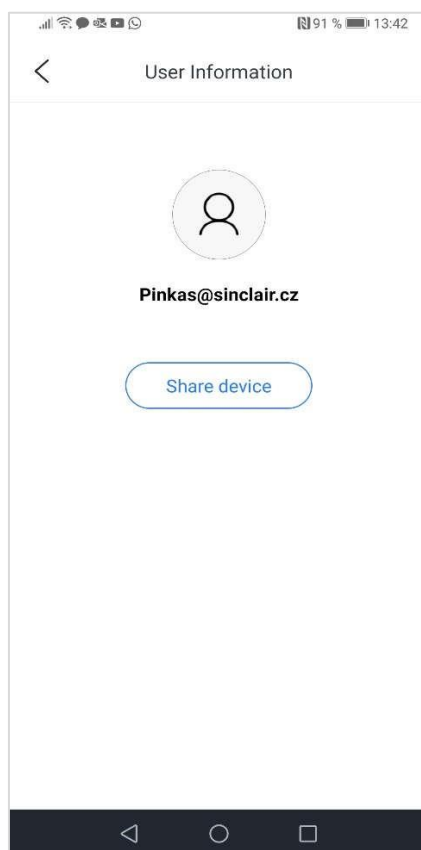 91 % 13:42
User Information
Pinkas@sinclair.cz
Share device